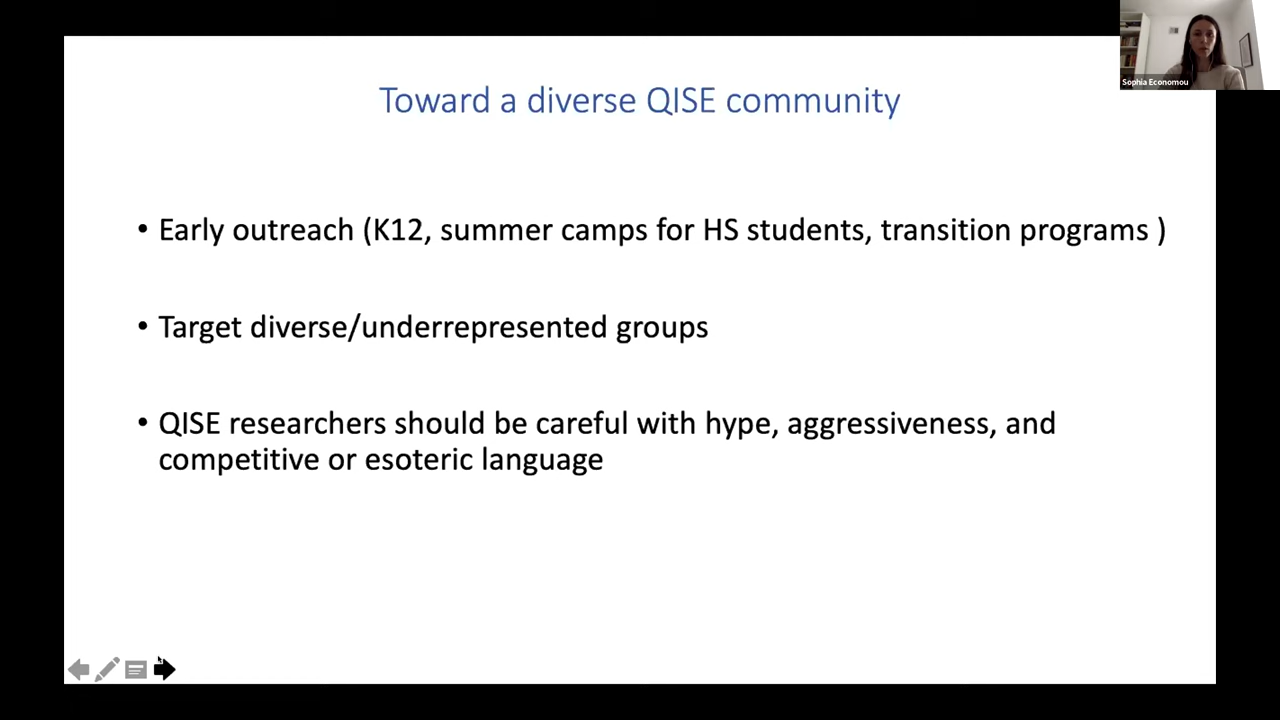 Sophia Economou
Toward a diverse QISE community
• Early outreach (K12, summer camps for HS students, transition programs )
• Target diverse/underrepresented groups
• QISE researchers should be careful with hype, aggressiveness, and
competitive or esoteric language